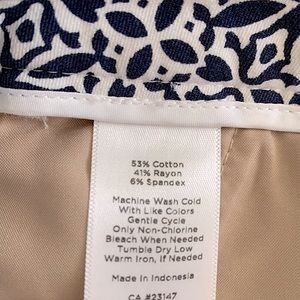 53% Cotton
41% Rayon
6% Spandex
Machine Wash Cold
With Like Colors
Gentle Cycle
Only Non-Chlorine
Bleach When Needed
Tumble Dry Low
Warm Iron, If Needed
Made In Indonesia
CA #23147